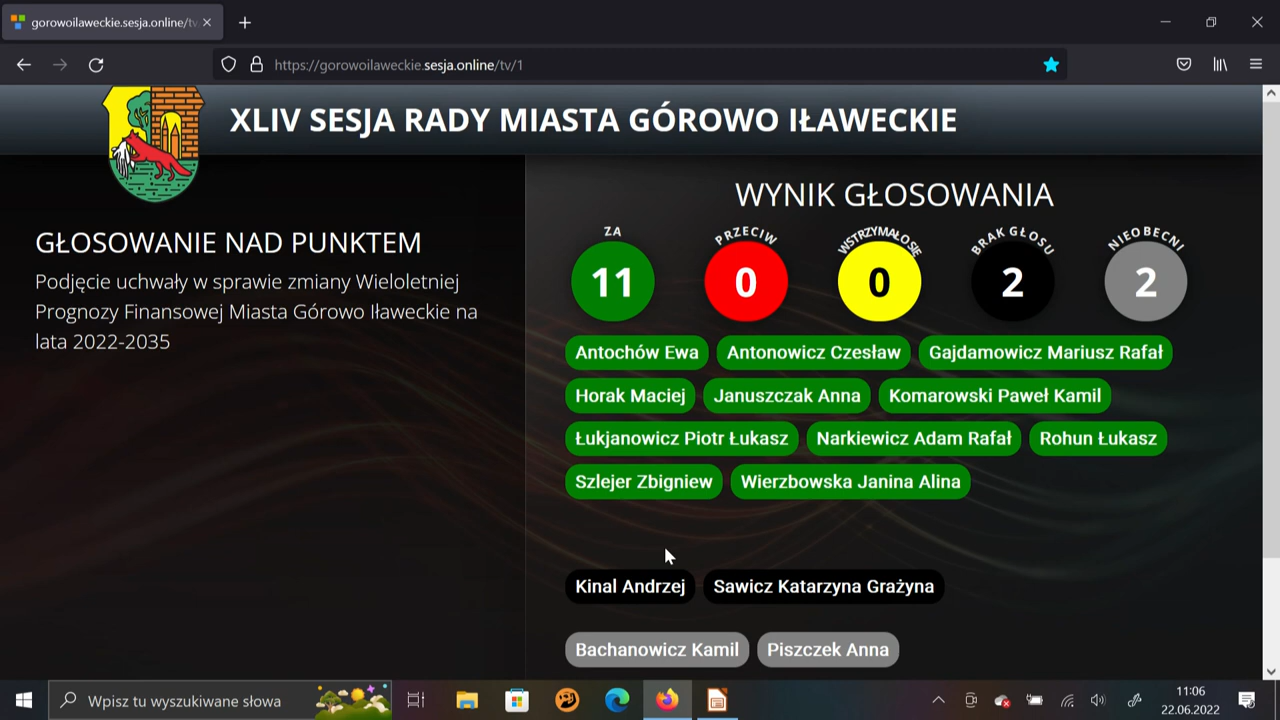 gorowoilaweckie.sesja.online/tv
https://gorowoilaweckie.sesja.online/tv/1
XLIV SESJA RADY MIASTA GÓROWO IŁAWECKIE
GŁOSOWANIE NAD PUNKTEM
Podjęcie uchwały w sprawie zmiany Wieloletniej
Prognozy Finansowej Miasta Górowo Iławeckie na
lata 2022-2035
WYNIK GŁOSOWANIA
ZA PRZECIW WSTRZYMAŁO SIĘ BRAK GŁOSU NIEOBECNI
11 0 0 2 2
Antochów Ewa Antonowicz Czesław Gajdamowicz Mariusz Rafał
Horak Maciej Januszczak Anna Komarowski Paweł Kamil
Łukjanowicz Piotr Łukasz Narkiewicz Adam Rafał Rohun Łukasz
Szlejer Zbigniew Wierzbowska Janina Alina
Kinal Andrzej Sawicz Katarzyna Grażyna
Bachanowicz Kamil Piszczek Anna
Wpisz tu wyszukiwane słowa
11:06
22.06.2022